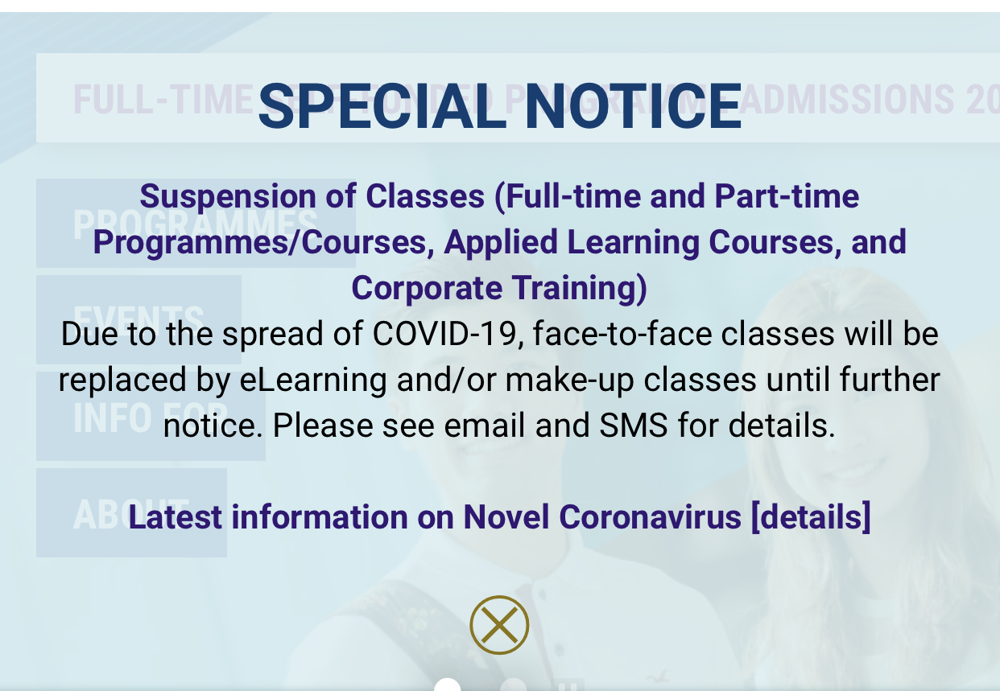 FULL-TIME SELF-FUNDED PROGRAMME ADMISSIONS 20
SPECIAL NOTICE
PROGRAMMES
EVENTS
INFO FOR
ABOUT
Suspension of Classes (Full-time and Part-time
Programmes/Courses, Applied Learning Courses, and
Corporate Training)
Due to the spread of COVID-19, face-to-face classes will be
replaced by eLearning and/or make-up classes until further
notice. Please see email and SMS for details.
Latest information on Novel Coronavirus [details]